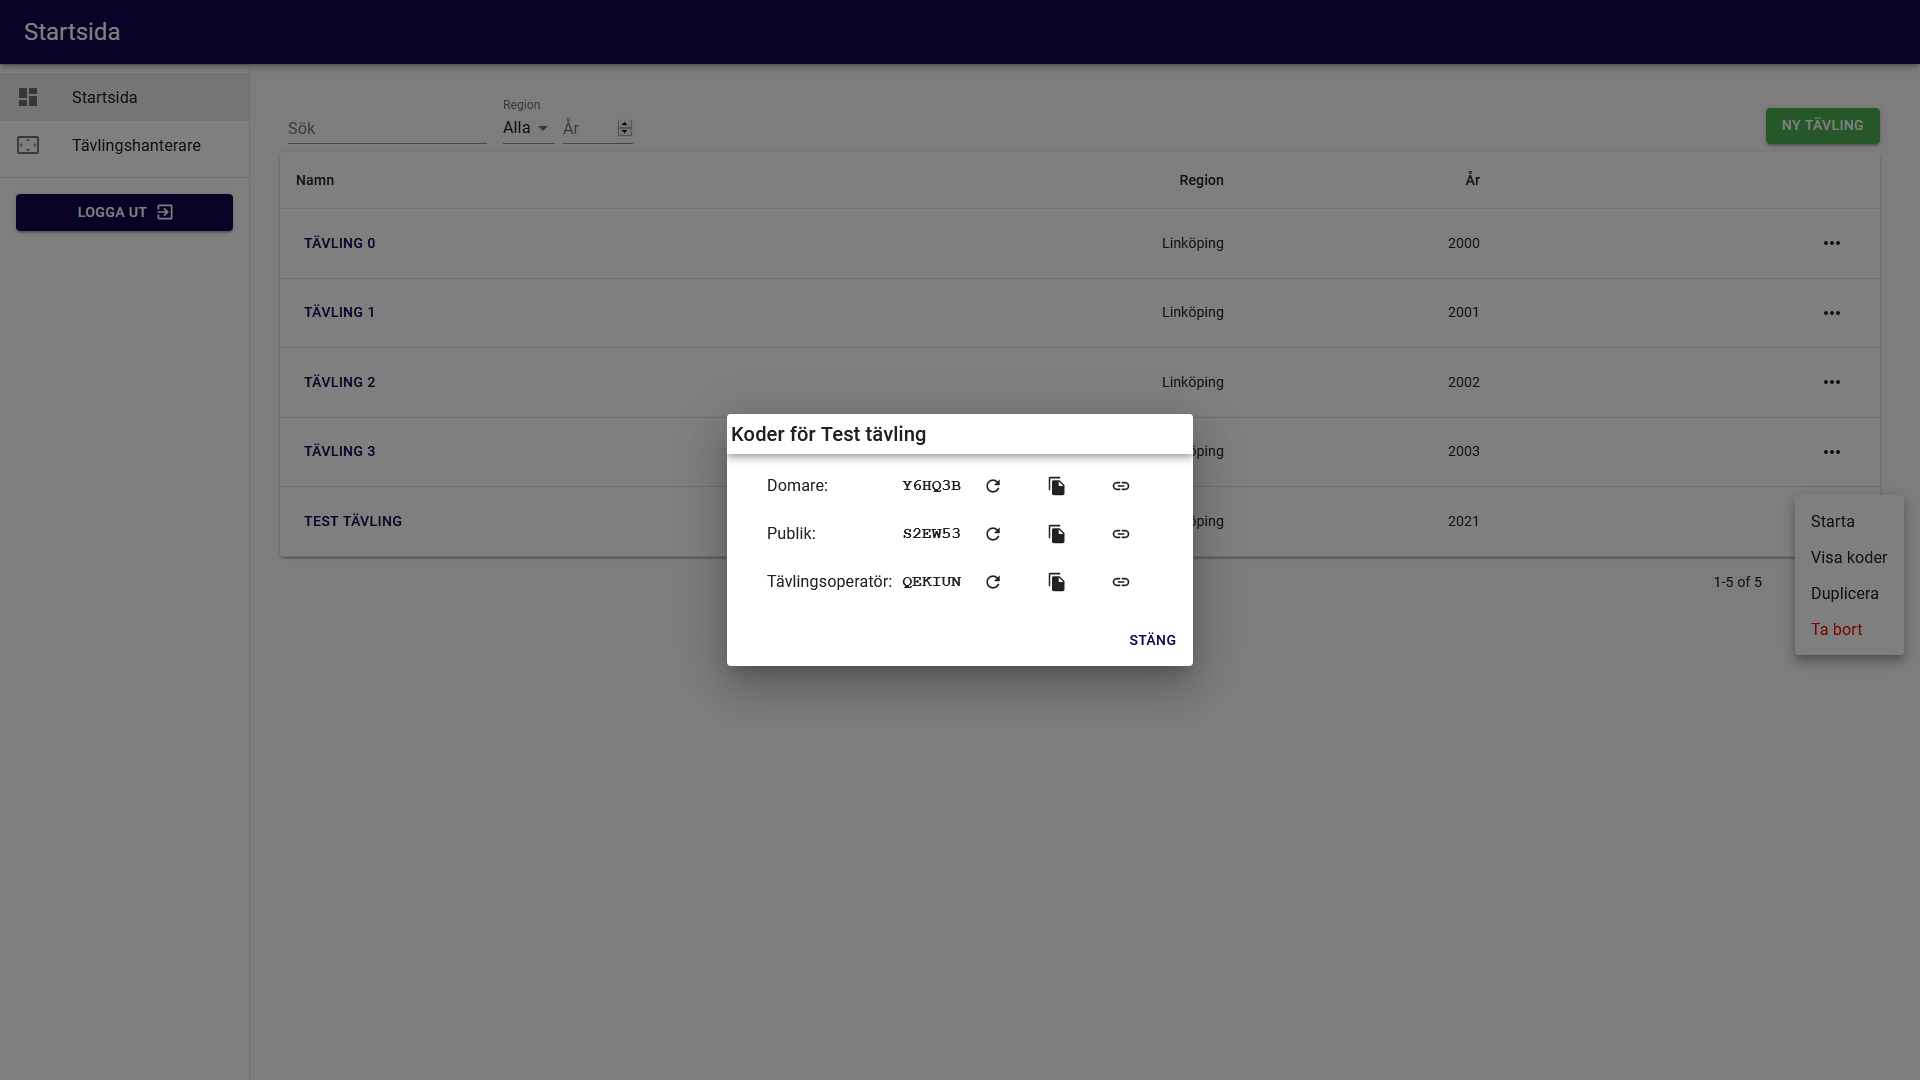 Startsida
Startsida
Tävlingshanterare
LOGGA UT
Sök
Region
Alla
År
NY TÄVLING
Namn Region År
TÄVLING 0 Linköping 2000
TÄVLING 1 Linköping 2001
TÄVLING 2 Linköping 2002
TÄVLING 3 öping 2003
TEST TÄVLING öping 2021
1-5 of 5
Koder för Test tävling
Domare: Y6HQ3B
Publik: S2EW53
Tävlingsoperatör: QEKIUN
STÄNG
Starta
Visa koder
Duplicera
Ta bort